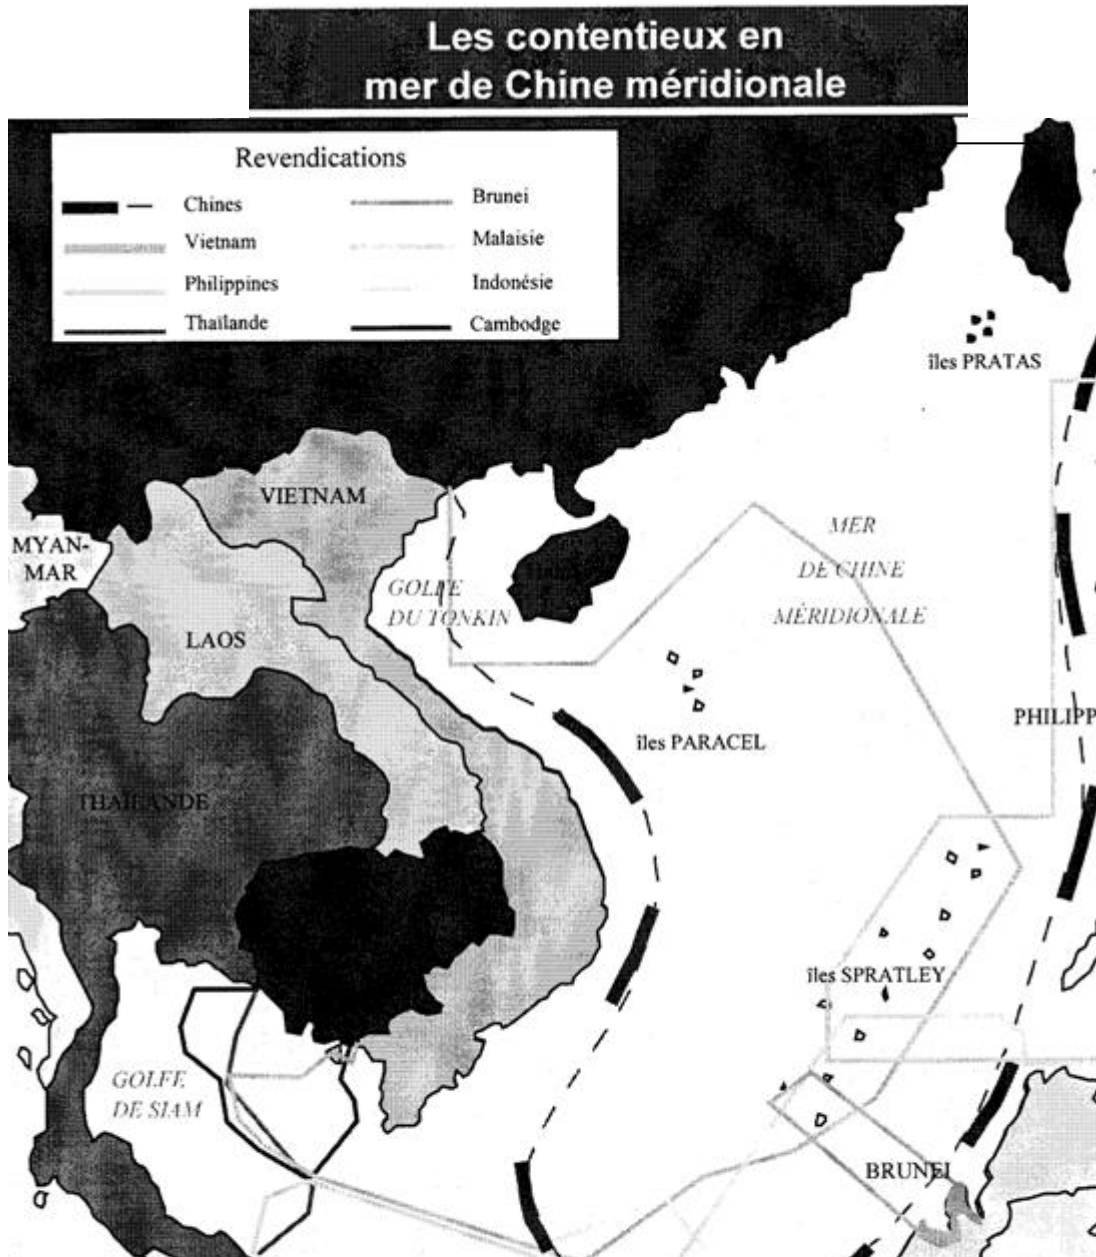 Les contentieux en
mer de Chine méridionale
Revendications
Chines
Vietnam
Philippines
Thaïlande
Brunei
Malaisie
Indonésie
Cambodge
îles PRATAS
VIETNAM
MYAN-
MAR
LAOS
GOLFE
DU TONKIN
MER
DE CHINE
MÉRIDIONALE
îles PARACEL
PHILIPP
THAÏLANDE
îles SPRATLEY
GOLFE
DE SIAM
BRUNEI